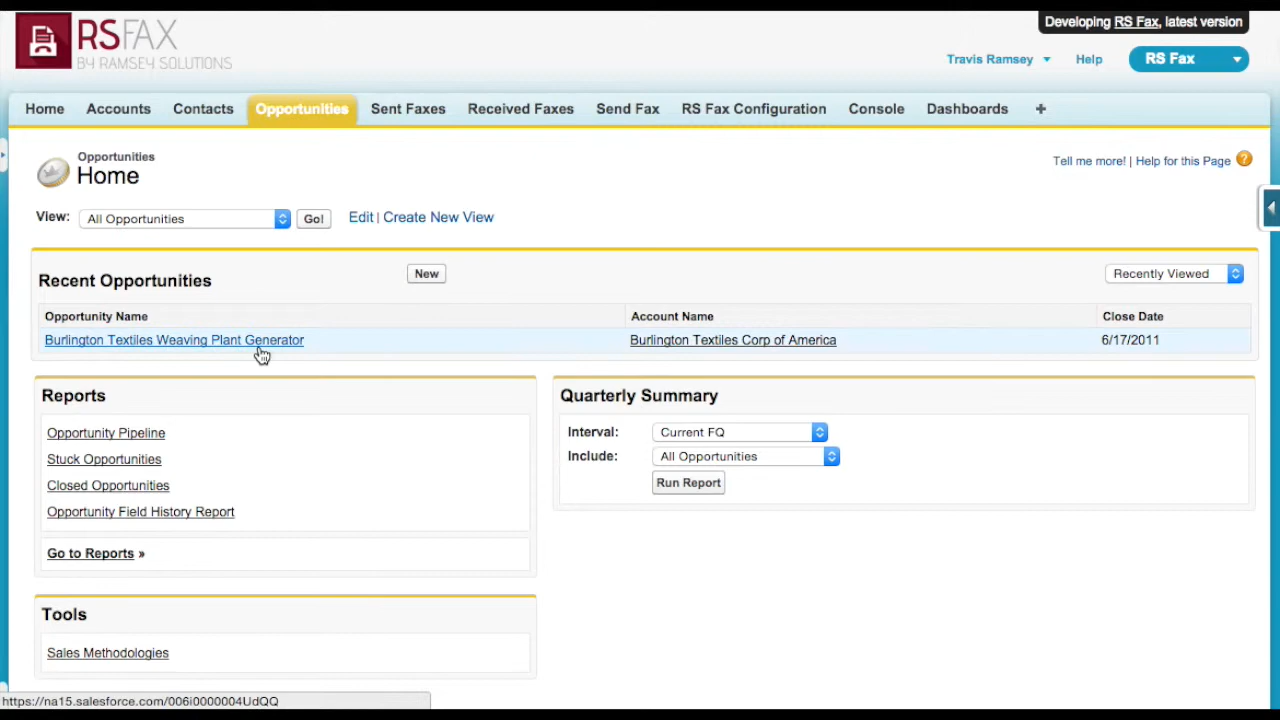 Developing RS Fax, latest version
RSFAX
BY RAMSEY SOLUTIONS
Travis Ramsey Help RS Fax
Home Accounts Contacts Opportunities Sent Faxes Received Faxes Send Fax RS Fax Configuration Console Dashboards +
Opportunities
Home
Tell me more! | Help for this Page ?
View: All Opportunities Go! Edit | Create New View
Recent Opportunities New Recently Viewed
Opportunity Name Account Name Close Date
Burlington Textiles Weaving Plant Generator Burlington Textiles Corp of America 6/17/2011
Reports
Opportunity Pipeline
Stuck Opportunities
Closed Opportunities
Opportunity Field History Report
Go to Reports »
Quarterly Summary
Interval: Current FQ
Include: All Opportunities
Run Report
Tools
Sales Methodologies
https://na15.salesforce.com/006i0000004UdQQ